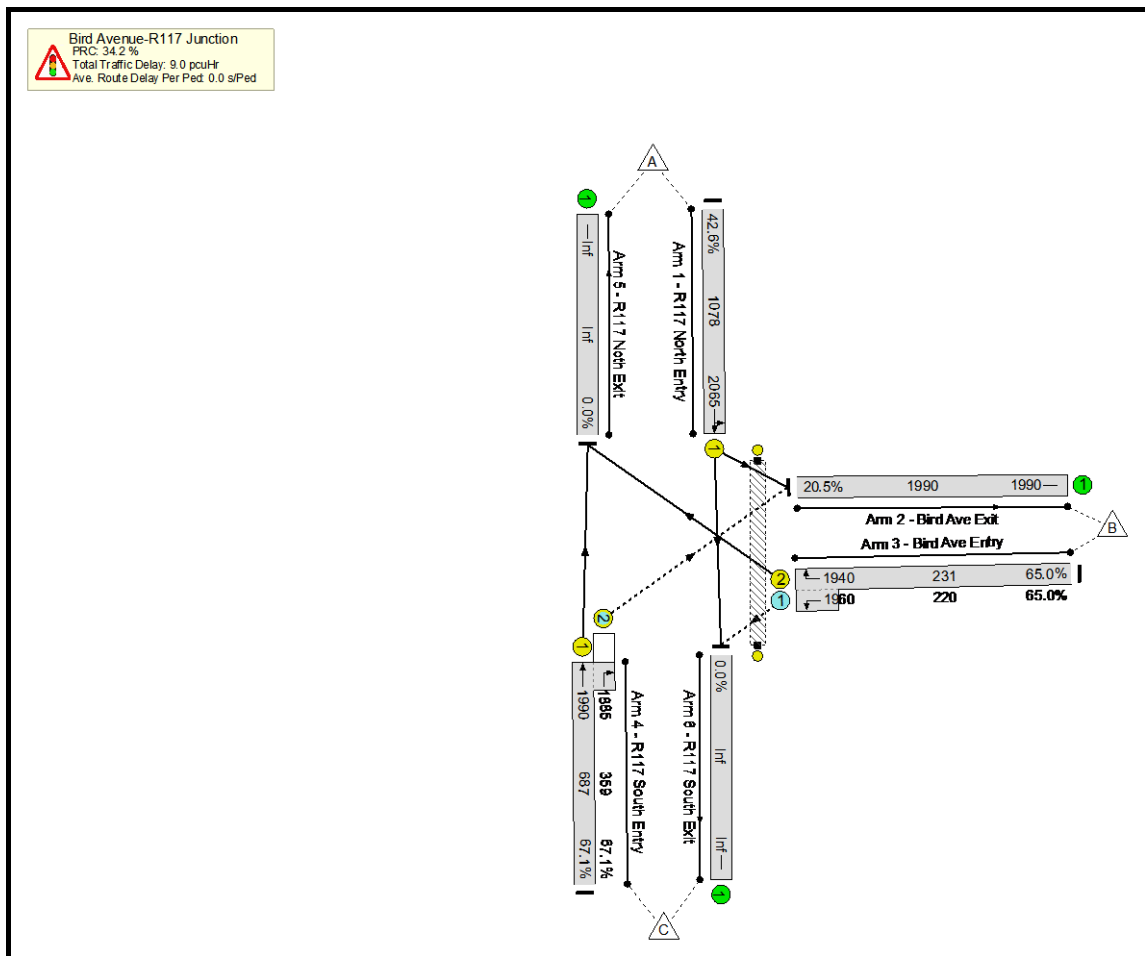 Bird Avenue-R117 Junction
PRC: 34.2 %
Total Traffic Delay: 9.0 pcuHr
Ave. Route Delay Per Ped: 0.0 s/Ped
A
1
Inf
Inf
0.0%
Arm 5 - R117 Noth Exit
Arm 1 - R117 North Entry
42.6%
1078
2065
1
20.5% 1990 1990
1
Arm 2 - Bird Ave Exit
B
Arm 3 - Bird Ave Entry
2
1940 231 65.0%
1
1960 220 65.0%
2
1
1990
687
67.1%
1885
359
67.1%
Arm 4 - R117 South Entry
Arm 6 - R117 South Exit
0.0%
Inf
Inf
1
C